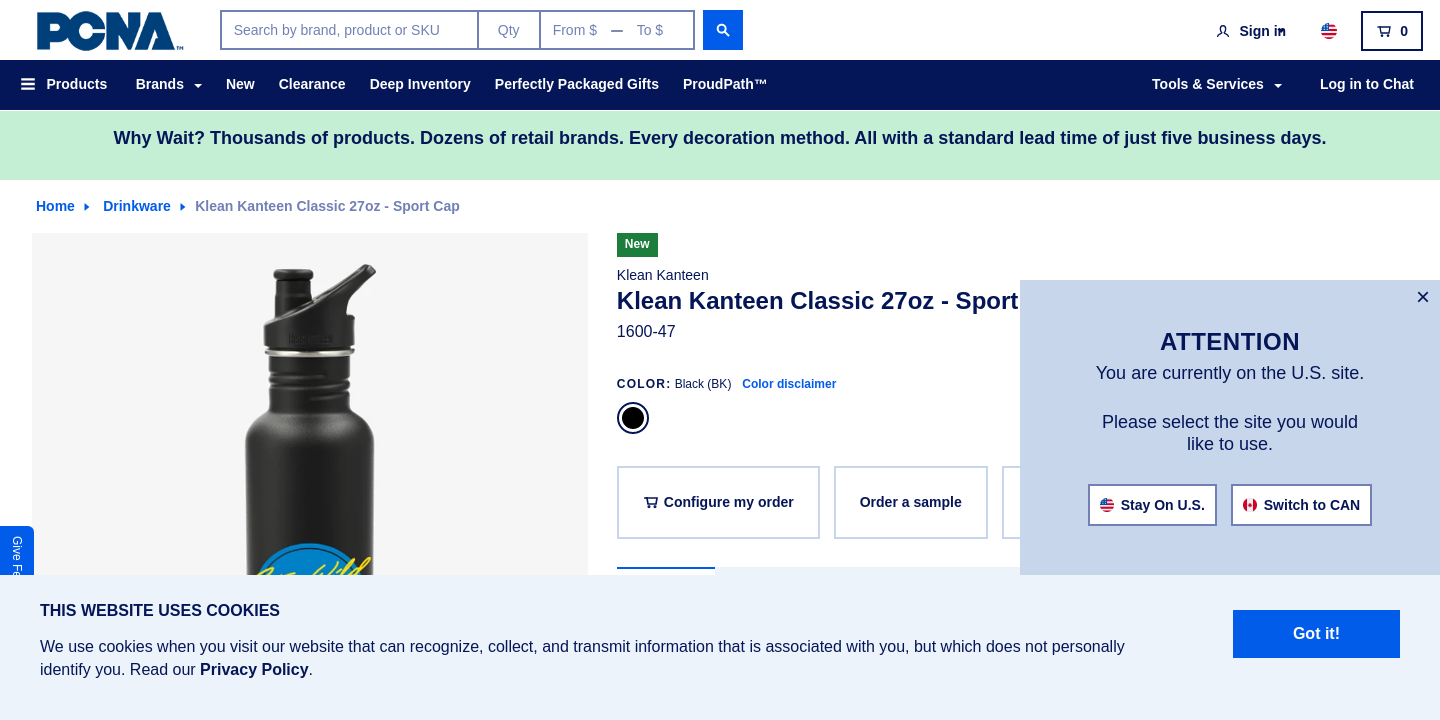 PCNA™
Search by brand, product or SKU
Qty
From $ — To $
Sign in
0
Products
Brands
New
Clearance
Deep Inventory
Perfectly Packaged Gifts
ProudPath™
Tools & Services
Log in to Chat
Why Wait? Thousands of products. Dozens of retail brands. Every decoration method. All with a standard lead time of just five business days.
Home
Drinkware
Klean Kanteen Classic 27oz - Sport Cap
New
Klean Kanteen
Klean Kanteen Classic 27oz - Sport
1600-47
COLOR: Black (BK) Color disclaimer
Configure my order
Order a sample
×
ATTENTION
You are currently on the U.S. site.
Please select the site you would
like to use.
Stay On U.S.
Switch to CAN
Give
THIS WEBSITE USES COOKIES
We use cookies when you visit our website that can recognize, collect, and transmit information that is associated with you, but which does not personally
identify you. Read our Privacy Policy.
Got it!